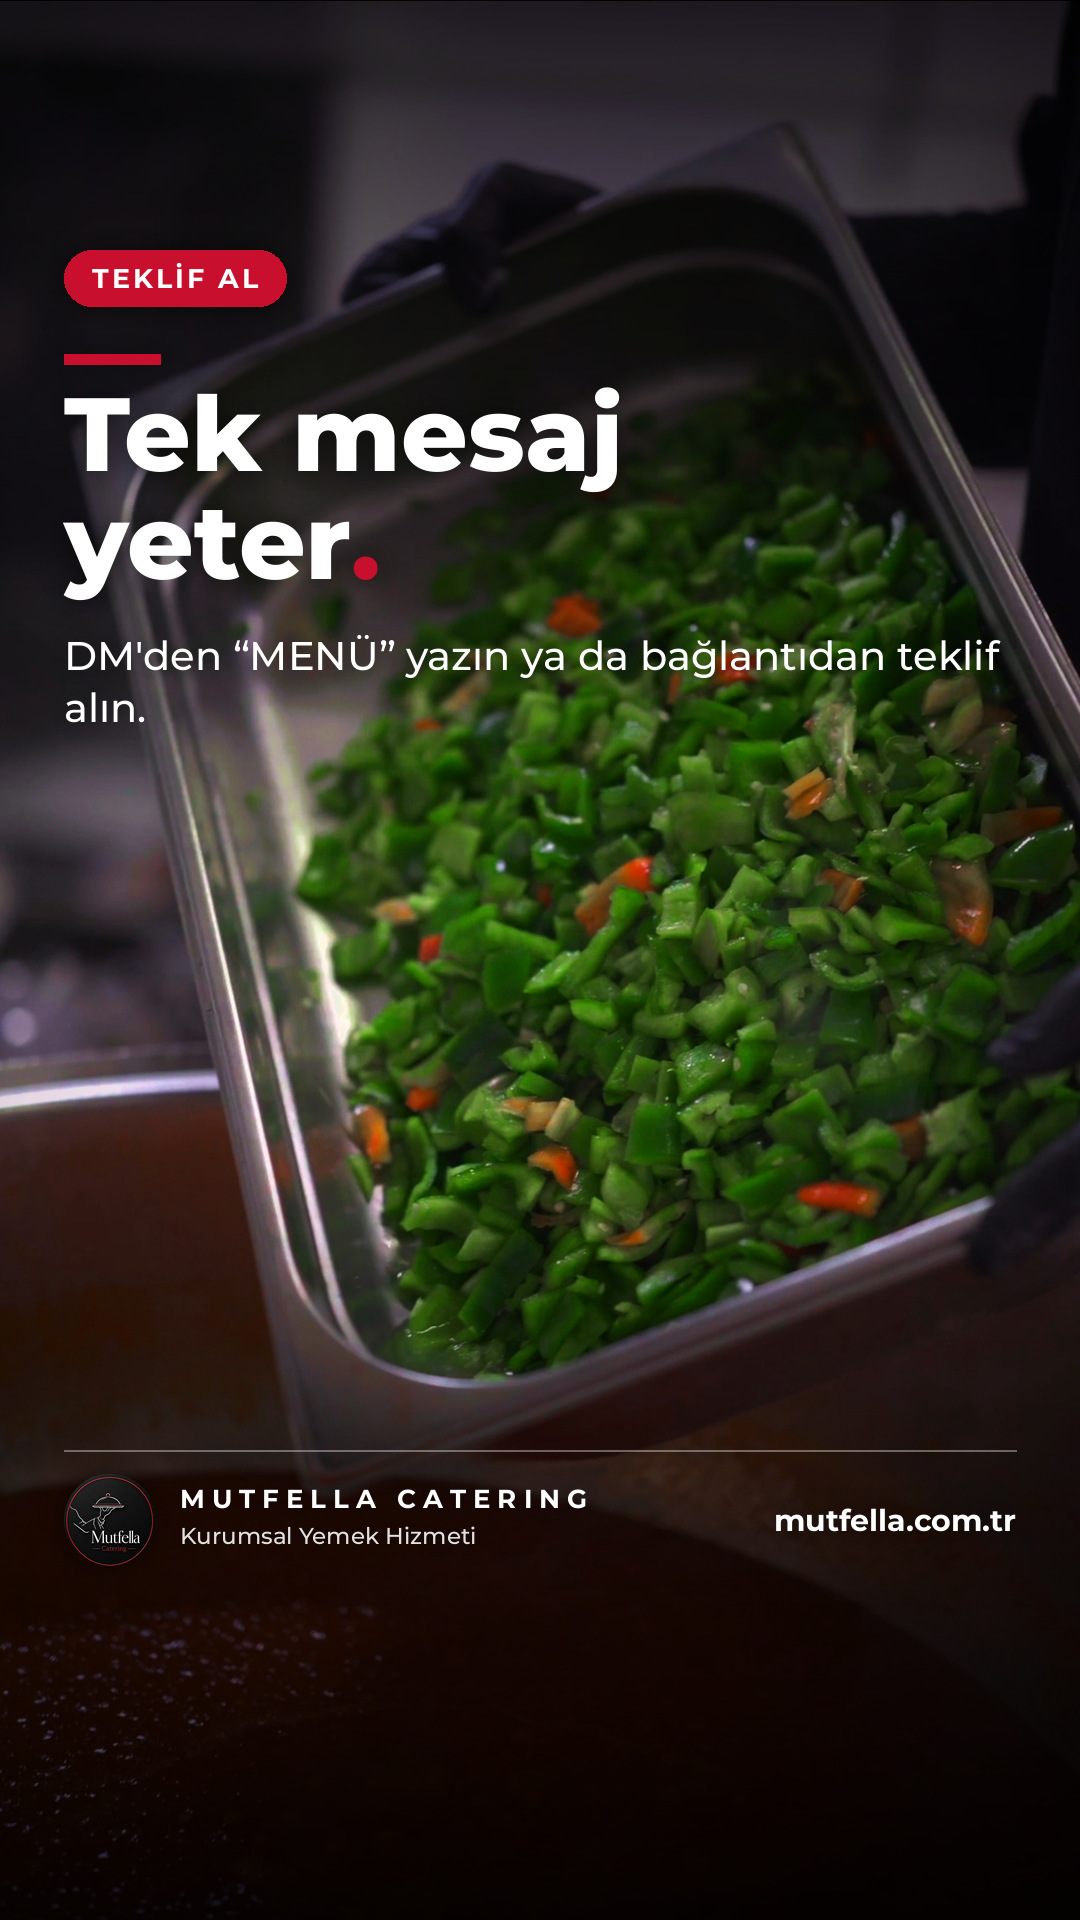 TEKLİF AL
Tek mesaj
yeter.
DM'den “MENÜ” yazın ya da bağlantıdan teklif
alın.
MUTFELLA CATERING
Kurumsal Yemek Hizmeti
mutfella.com.tr
Mutfella
Catering